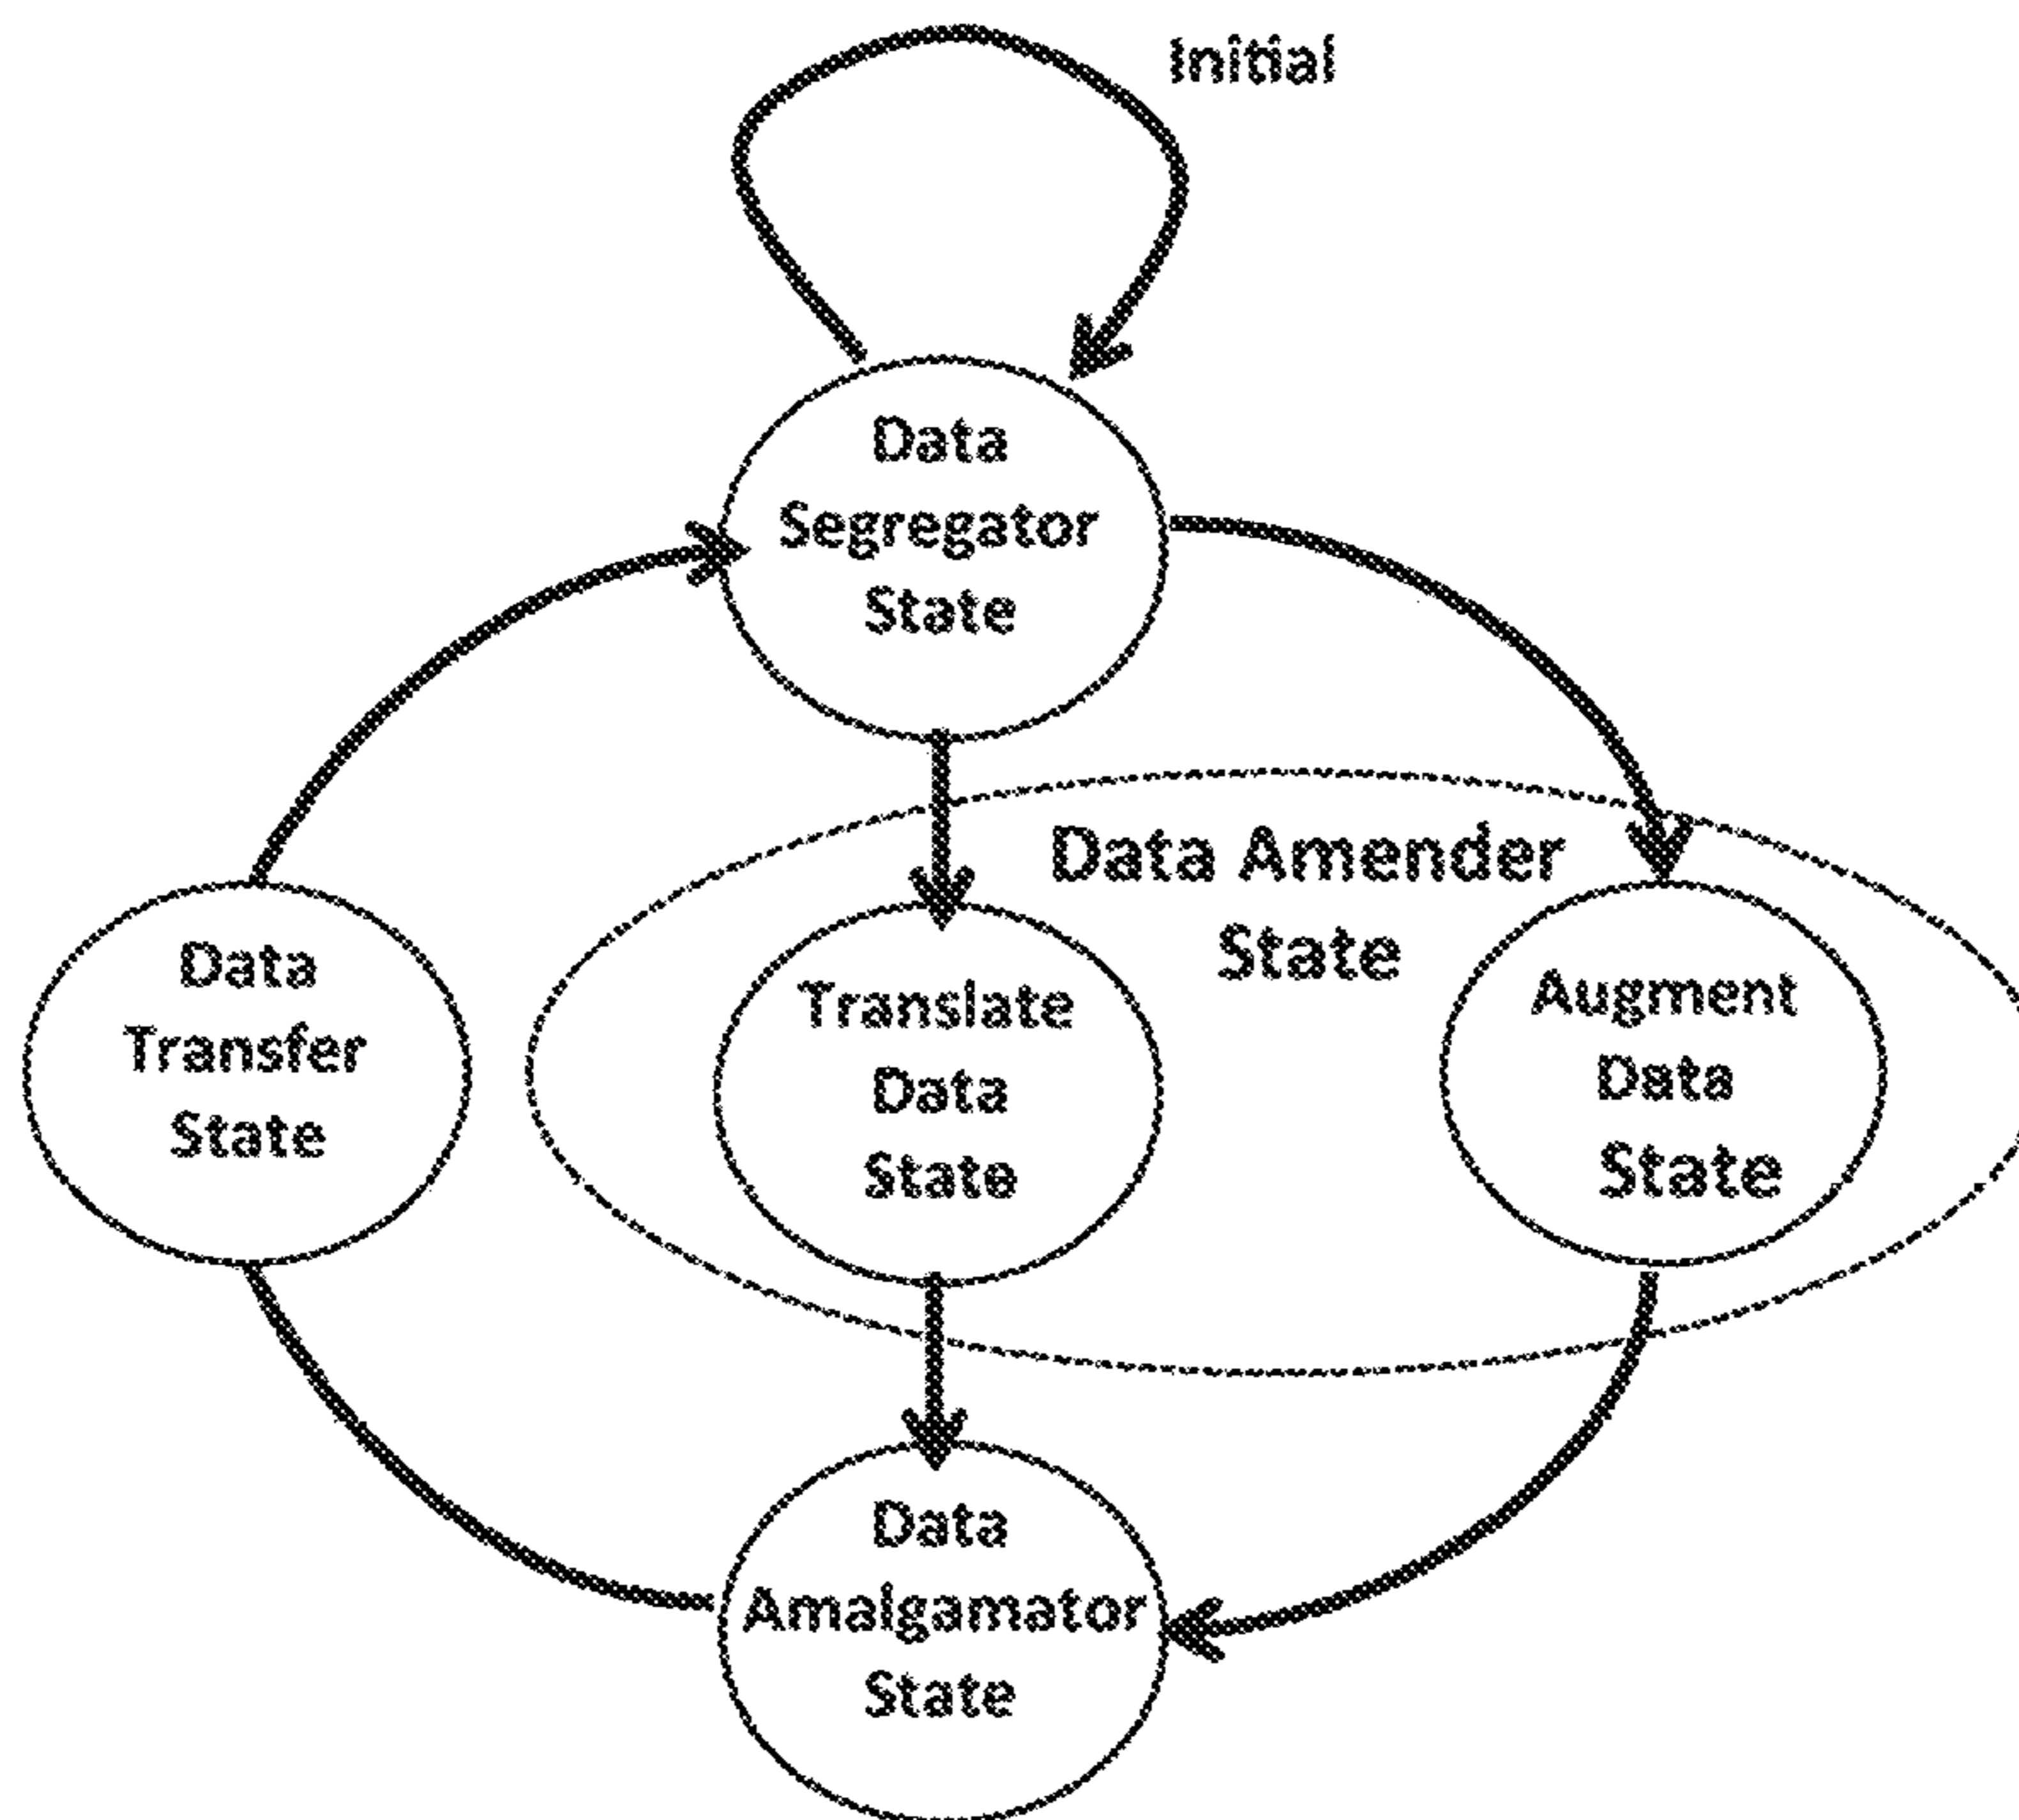 Initial
Data
Segregator
State
Data Amender
State
Data
Transfer
State
Translate
Data
State
Augment
Data
State
Data
Amalgamator
State